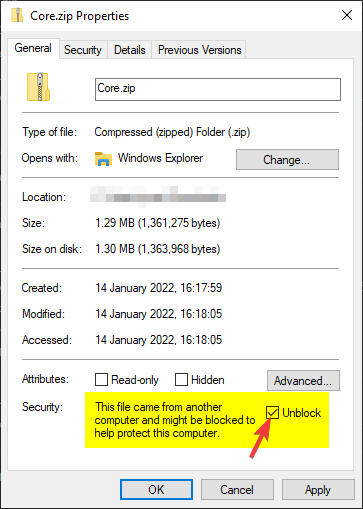 Core.zip Properties
General Security Details Previous Versions
Core.zip
Type of file: Compressed (zipped) Folder (.zip)
Opens with: Windows Explorer Change...
Location:
Size: 1.29 MB (1,361,275 bytes)
Size on disk: 1.30 MB (1,363,968 bytes)
Created: 14 January 2022, 16:17:59
Modified: 14 January 2022, 16:18:05
Accessed: 14 January 2022, 16:18:05
Attributes: Read-only Hidden Advanced...
Security: This file came from another Unblock
computer and might be blocked to
help protect this computer.
OK Cancel Apply